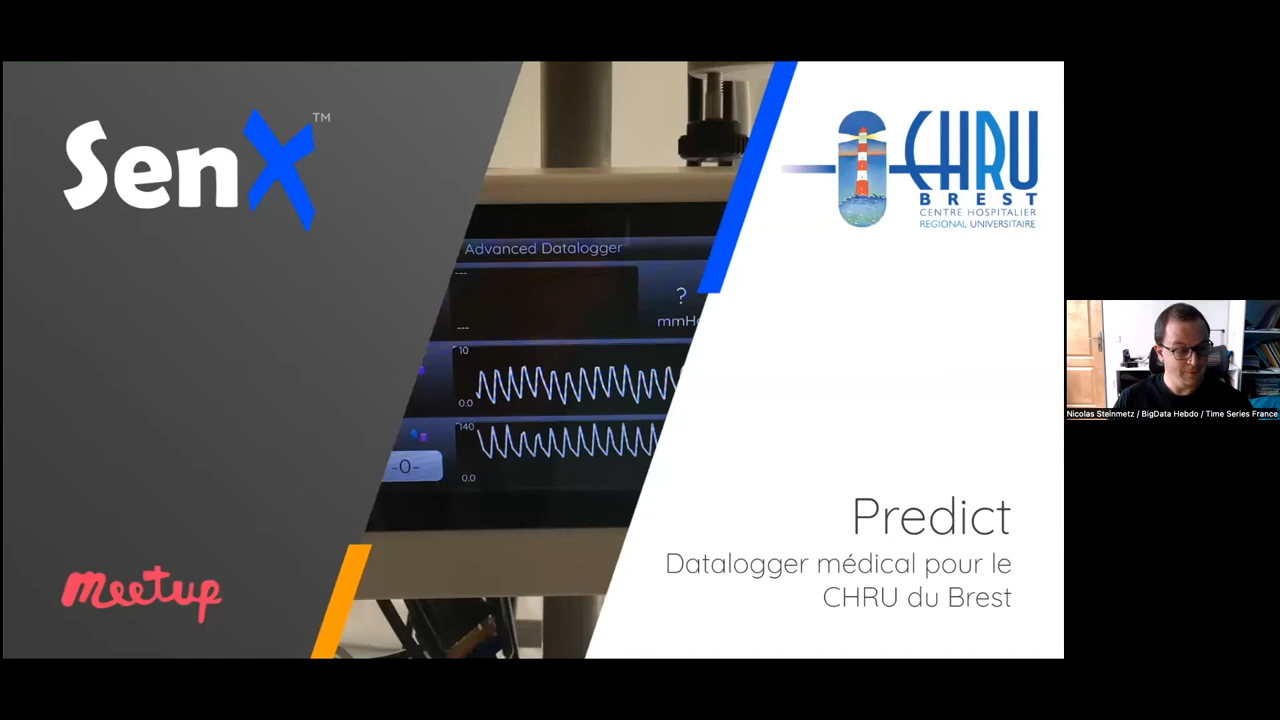 SenX™
CHRU
BREST
CENTRE HOSPITALIER
REGIONAL UNIVERSITAIRE
Advanced Datalogger
---
?
---
mmH
10
0.0
140
-0-
0.0
Predict
Datalogger médical pour le
CHRU du Brest
meetup
Nicolas Steinmetz / BigData Hebdo / Time Series France